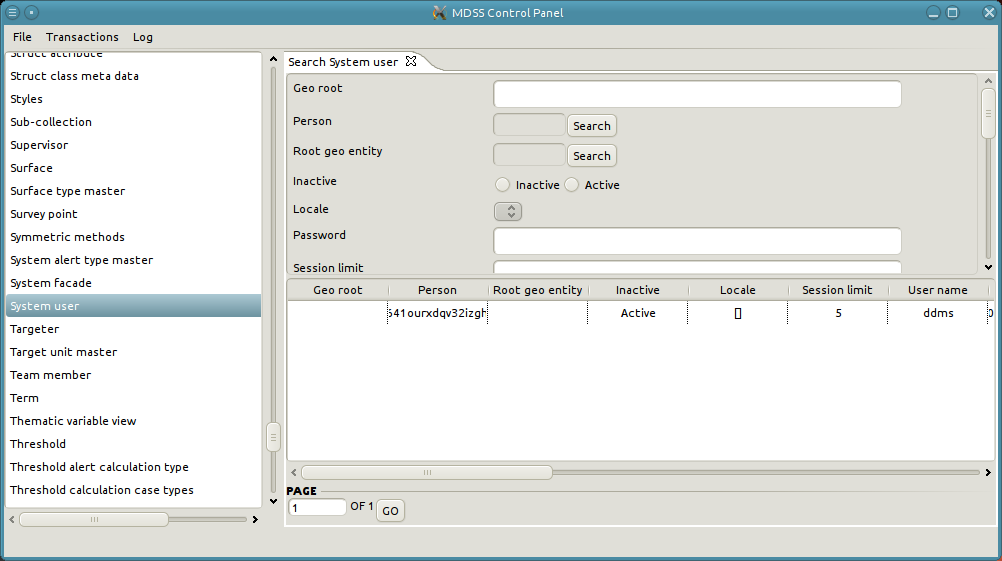 MDSS Control Panel
File Transactions Log
Struct attribute
Struct class meta data
Styles
Sub-collection
Supervisor
Surface
Surface type master
Survey point
Symmetric methods
System alert type master
System facade
System user
Targeter
Target unit master
Team member
Term
Thematic variable view
Threshold
Threshold alert calculation type
Threshold calculation case types
Search System user
Geo root
Person Search
Root geo entity Search
Inactive Inactive Active
Locale
Password
Session limit
Geo root Person Root geo entity Inactive Locale Session limit User name
Active [] 5 ddms
PAGE
1 OF 1 GO